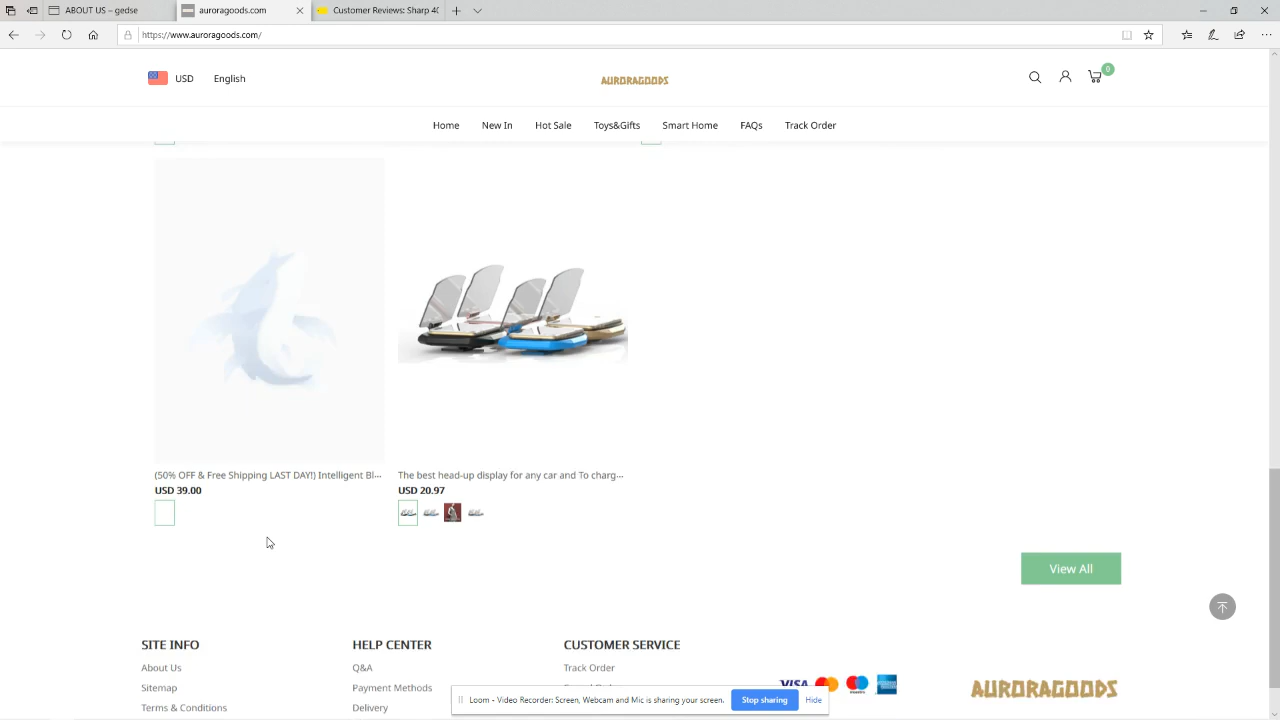 ABOUT US – gedse
auroragoods.com
Customer Reviews: Sharp 4
https://www.auroragoods.com/
USD
English
AURORAGOODS
0
Home
New In
Hot Sale
Toys&Gifts
Smart Home
FAQs
Track Order
(50% OFF & Free Shipping LAST DAY!) Intelligent Bl...
USD 39.00
The best head-up display for any car and To charg...
USD 20.97
View All
SITE INFO
About Us
Sitemap
Terms & Conditions
HELP CENTER
Q&A
Payment Methods
Delivery
CUSTOMER SERVICE
Track Order
VISA
AURORAGOODS
Loom - Video Recorder: Screen, Webcam and Mic is sharing your screen.
Stop sharing
Hide